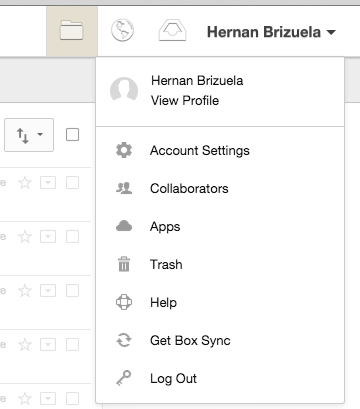 Hernan Brizuela
Hernan Brizuela
View Profile
Account Settings
Collaborators
Apps
Trash
Help
Get Box Sync
Log Out
e
e
e
e
e